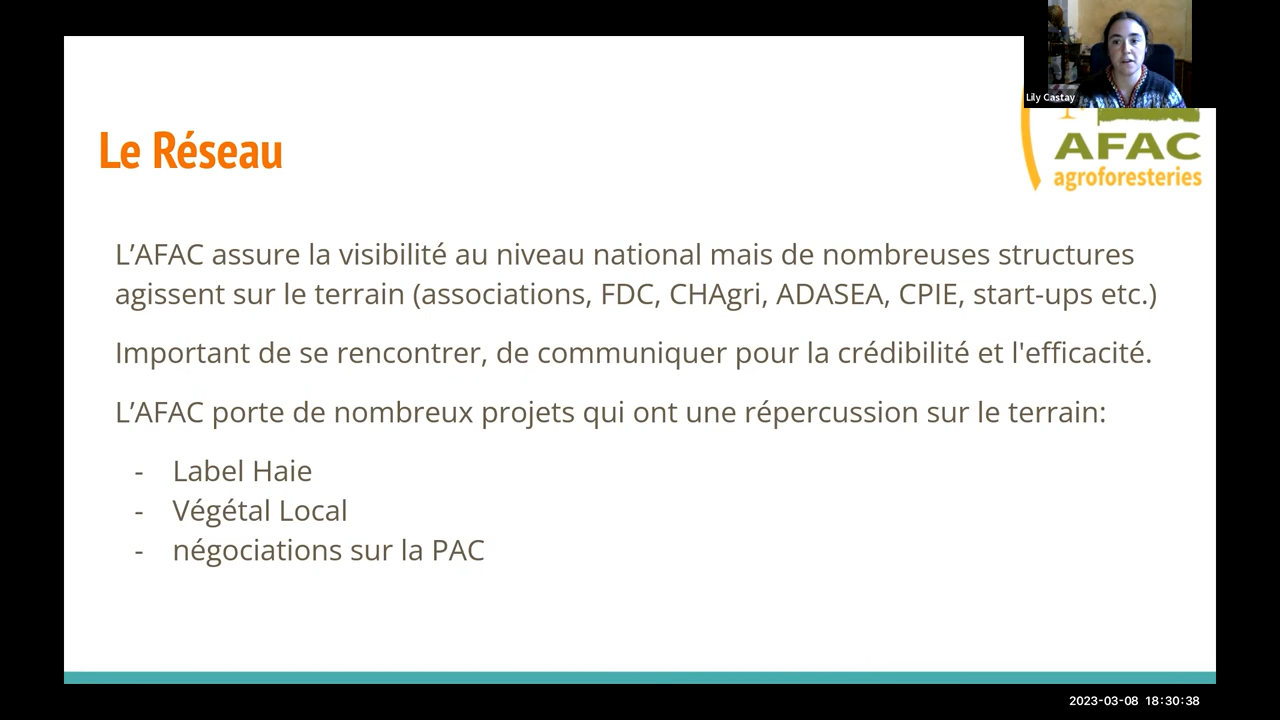 Lily Castay
Le Réseau
AFAC
agroforesteries
L’AFAC assure la visibilité au niveau national mais de nombreuses structures
agissent sur le terrain (associations, FDC, CHAgri, ADASEA, CPIE, start-ups etc.)
Important de se rencontrer, de communiquer pour la crédibilité et l'efficacité.
L’AFAC porte de nombreux projets qui ont une répercussion sur le terrain:
- Label Haie
- Végétal Local
- négociations sur la PAC
2023-03-08 18:30:38